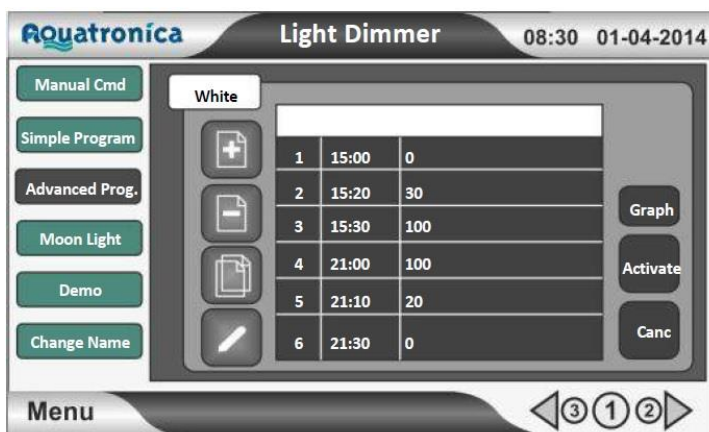 Aquatronica Light Dimmer 08:30 01-04-2014
Manual Cmd
Simple Program
Advanced Prog.
Moon Light
Demo
Change Name
White
1 15:00 0
2 15:20 30
3 15:30 100
4 21:00 100
5 21:10 20
6 21:30 0
Graph
Activate
Canc
Menu
3 1 2